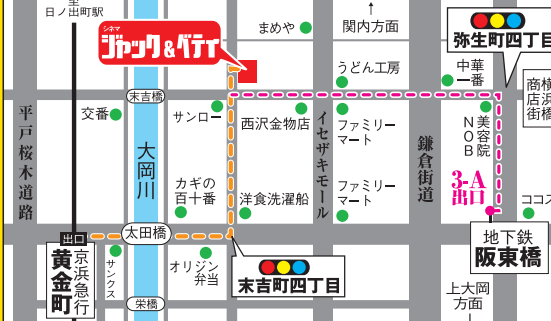 至
日ノ出町駅
シネマ
ジャック&ベティ
まめや
↑
関内方面
弥生町四丁目
うどん工房
中華
一番
横浜
商店街
橋
末吉橋
平戸桜木道路
交番
サンロー
西沢金物店
イセザキモール
ファミリー
マート
鎌倉街道
美容院
NOB
大岡川
カギの
百十番
洋食洗濯船
ファミリー
マート
3-A
出口
ココス
出口
太田橋
地下鉄
阪東橋
京浜急行
黄金町
サンクス
オリジン
弁当
末吉町四丁目
栄橋
上大岡
方面